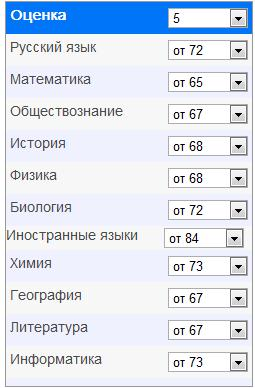 Оценка 5
Русский язык от 72
Математика от 65
Обществознание от 67
История от 68
Физика от 68
Биология от 72
Иностранные языки от 84
Химия от 73
География от 67
Литература от 67
Информатика от 73